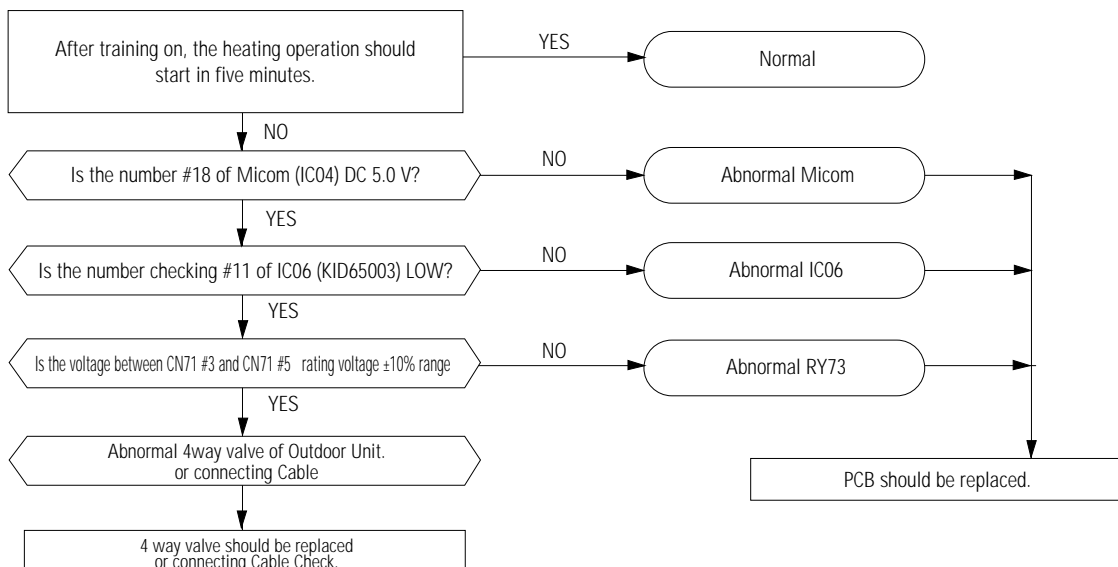 After training on, the heating operation should
start in five minutes.
YES
Normal
NO
Is the number #18 of Micom (IC04) DC 5.0 V?
NO
Abnormal Micom
YES
Is the number checking #11 of IC06 (KID65003) LOW?
NO
Abnormal IC06
YES
Is the voltage between CN71 #3 and CN71 #5 rating voltage ±10% range
NO
Abnormal RY73
YES
Abnormal 4way valve of Outdoor Unit.
or connecting Cable
PCB should be replaced.
4 way valve should be replaced
or connecting Cable Check.